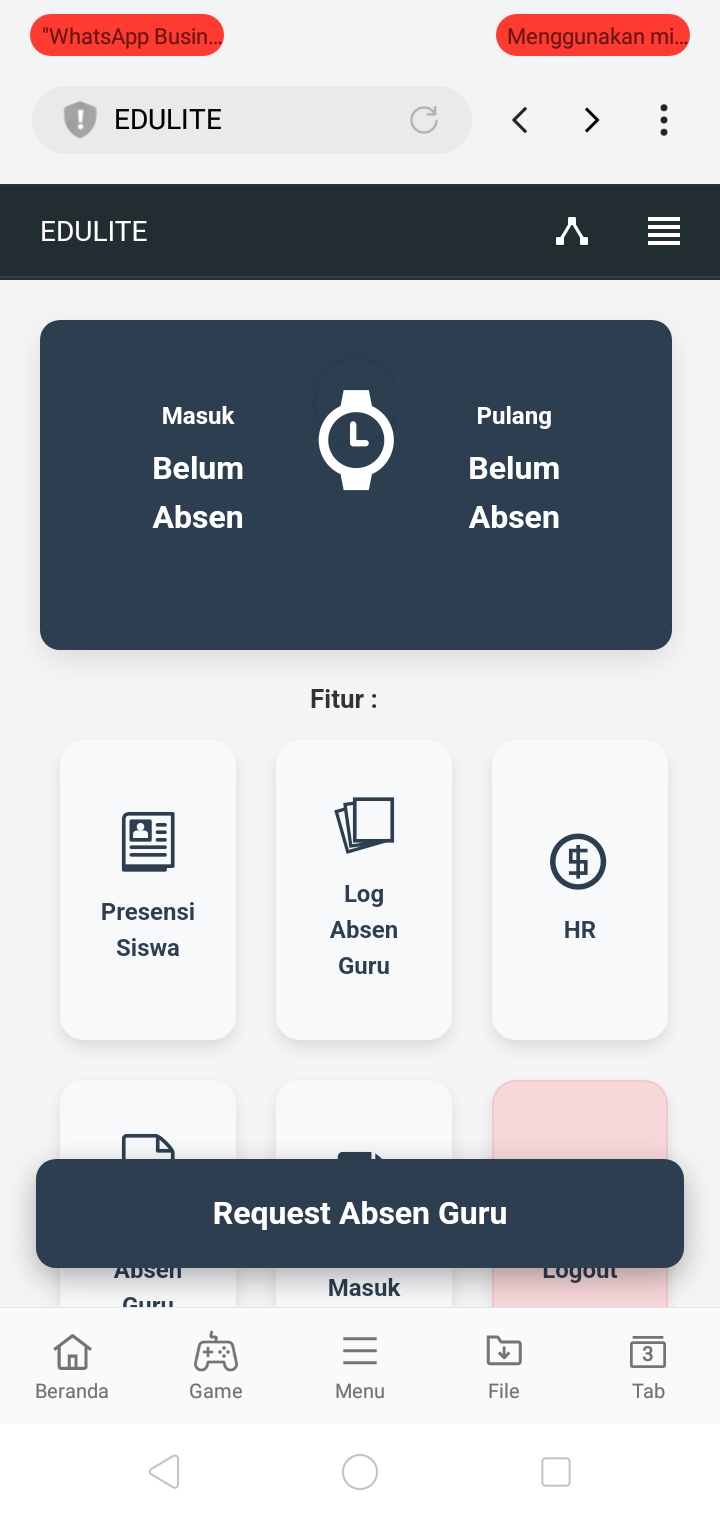 "WhatsApp Busin...
Menggunakan mi...
EDULITE
EDULITE
Masuk
Belum
Absen
Pulang
Belum
Absen
Fitur :
Presensi
Siswa
Log
Absen
Guru
HR
Request Absen Guru
Absen
Guru
Masuk
Logout
Beranda
Game
Menu
File
3
Tab